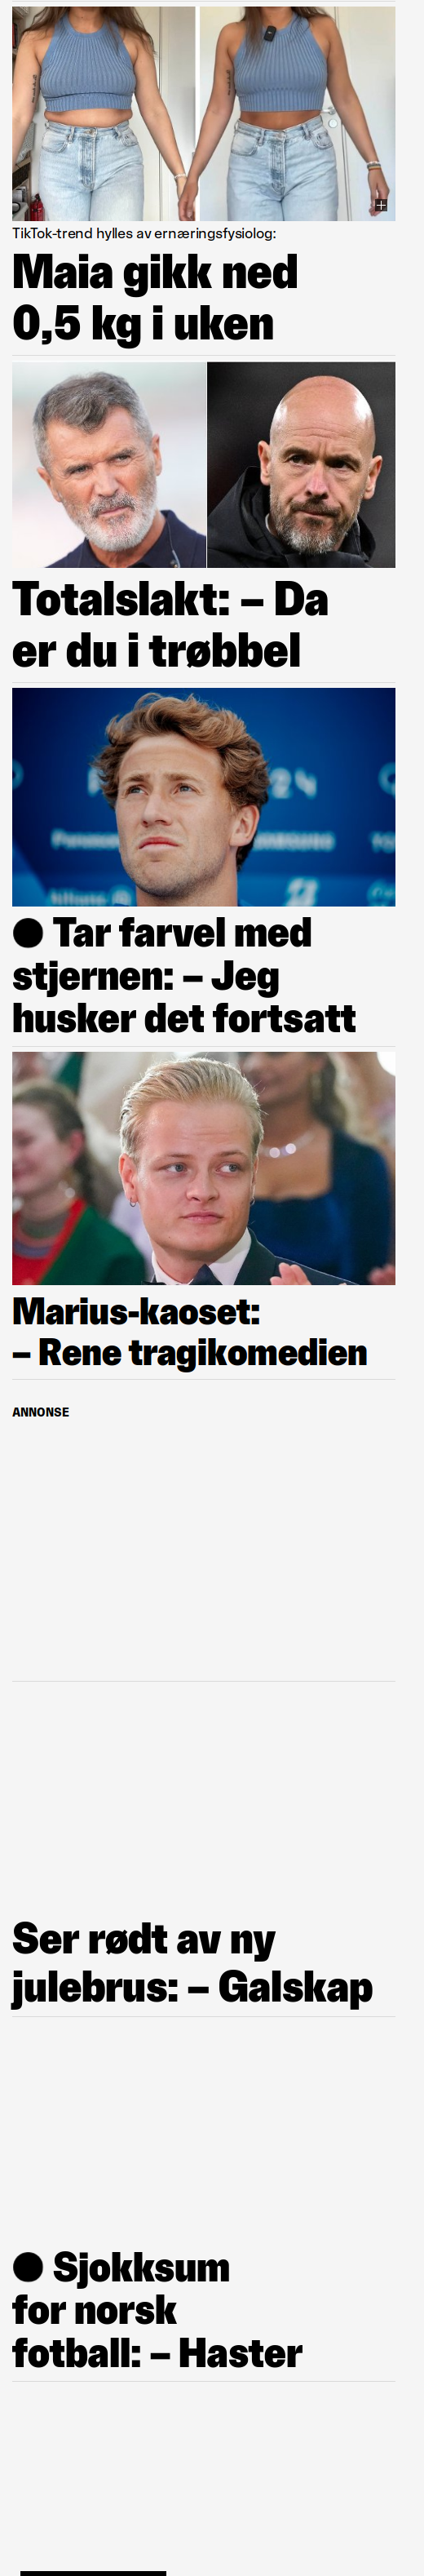 TikTok-trend hylles av ernæringsfysiolog:
Maia gikk ned
0,5 kg i uken
Totalslakt: – Da
er du i trøbbel
Tar farvel med
stjernen: – Jeg
husker det fortsatt
Marius-kaoset:
– Rene tragikomedien
ANNONSE
Ser rødt av ny
julebrus: – Galskap
Sjokksum
for norsk
fotball: – Haster